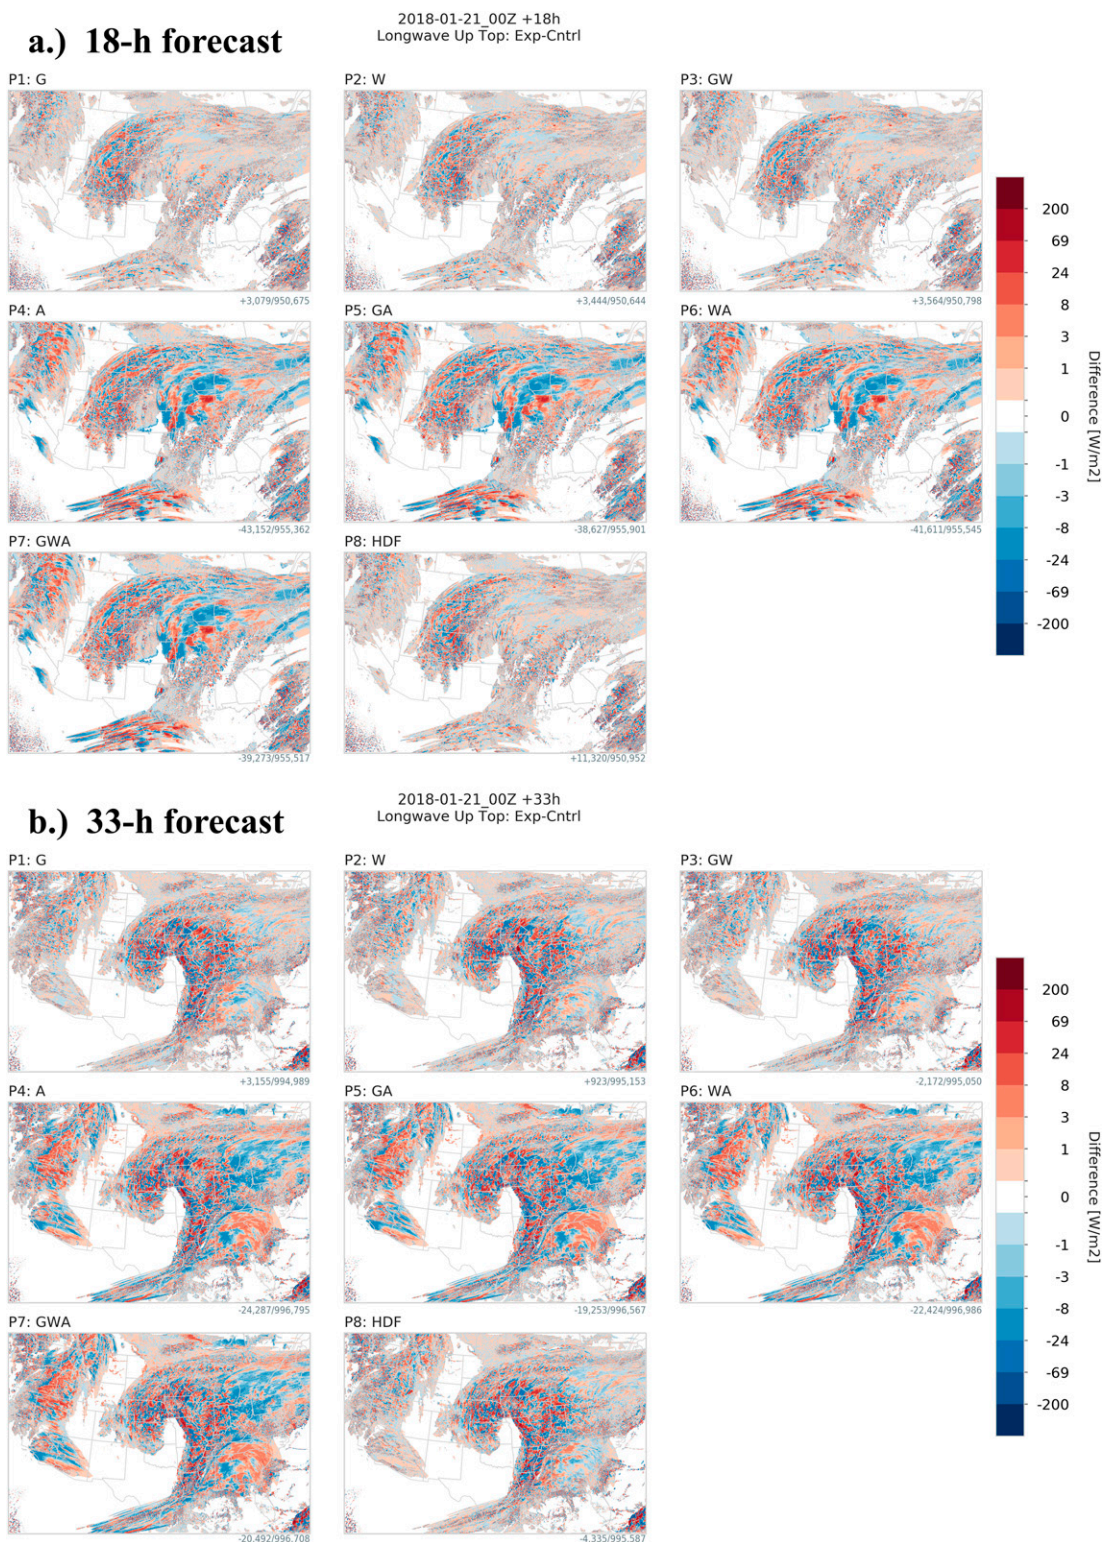 a.) 18-h forecast
2018-01-21_00Z +18h
Longwave Up Top: Exp-Cntrl
P1: G
P2: W
P3: GW
+3,079/950,675
+3,444/950,644
+3,564/950,798
P4: A
P5: GA
P6: WA
-43,152/955,362
-38,627/955,901
-41,611/955,545
P7: GWA
P8: HDF
-39,273/955,517
+11,320/950,952
200
69
24
8
3
1
0
-1
-3
-8
-24
-69
-200
Difference [W/m2]
b.) 33-h forecast
2018-01-21_00Z +33h
Longwave Up Top: Exp-Cntrl
P1: G
P2: W
P3: GW
+3,155/994,989
+923/995,153
-2,172/995,050
P4: A
P5: GA
P6: WA
-24,287/996,795
-19,253/996,567
-22,424/996,986
P7: GWA
P8: HDF
-20,492/996,708
-4,335/995,587
200
69
24
8
3
1
0
-1
-3
-8
-24
-69
-200
Difference [W/m2]